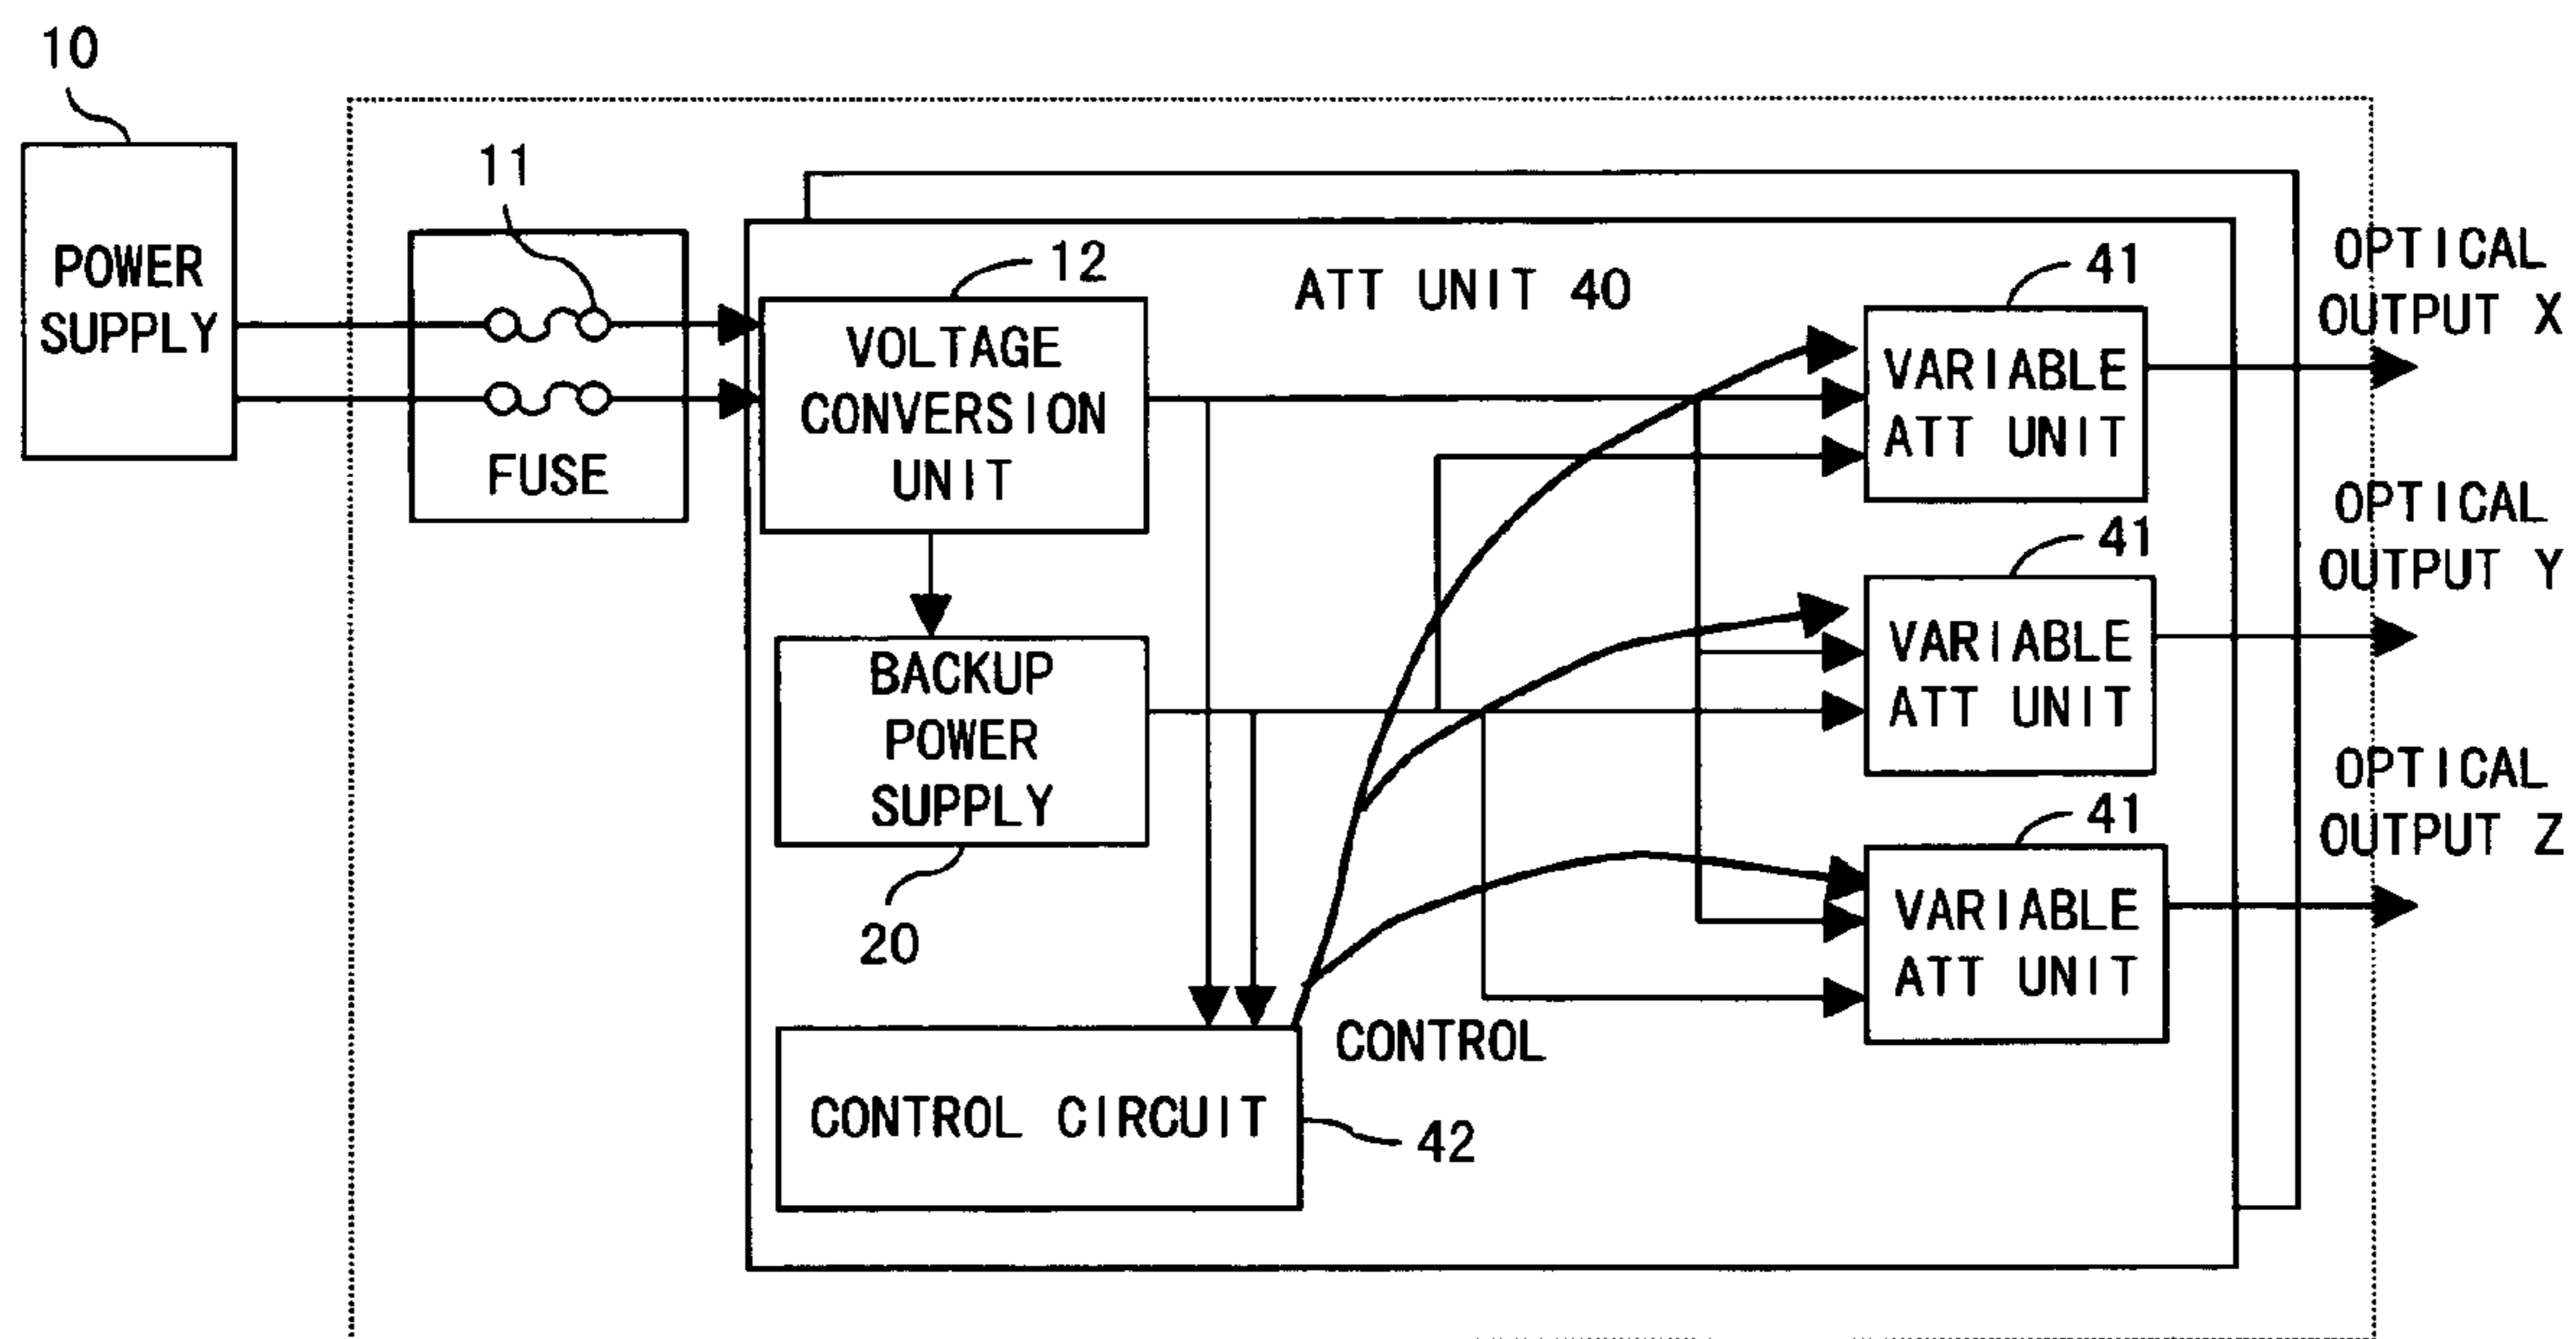 10
POWER
SUPPLY
11
FUSE
12
VOLTAGE
CONVERSION
UNIT
ATT UNIT 40
BACKUP
POWER
SUPPLY
20
CONTROL CIRCUIT
42
CONTROL
41
VARIABLE
ATT UNIT
41
VARIABLE
ATT UNIT
41
VARIABLE
ATT UNIT
OPTICAL
OUTPUT X
OPTICAL
OUTPUT Y
OPTICAL
OUTPUT Z